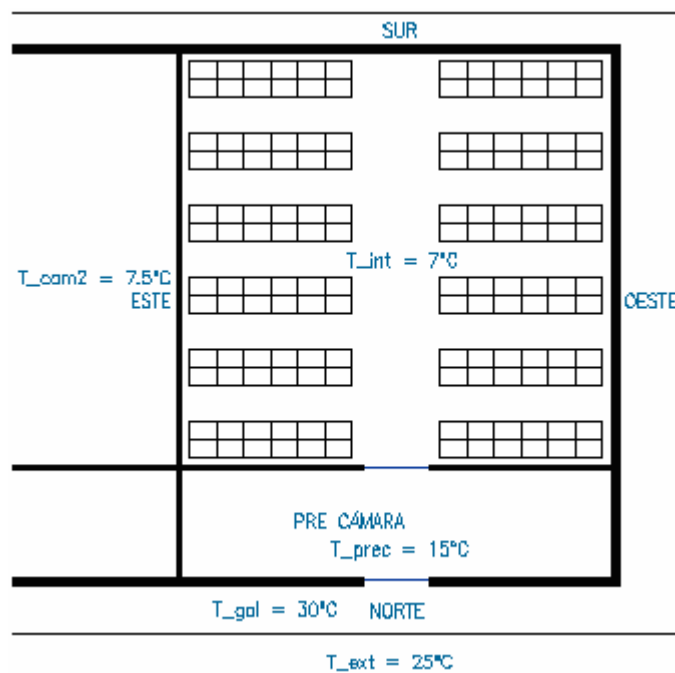 SUR
T_int = 7°C
T_cam2 = 7.5°C
ESTE
OESTE
PRE CÁMARA
T_prec = 15°C
T_gal = 30°C NORTE
T_ext = 25°C